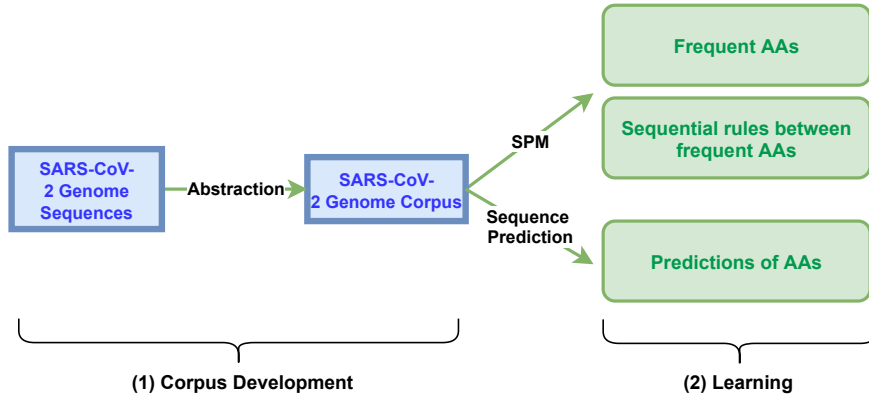 SARS-CoV-
2 Genome
Sequences
Abstraction
SARS-CoV-
2 Genome Corpus
SPM
Sequence
Prediction
Frequent AAs
Sequential rules between
frequent AAs
Predictions of AAs
(1) Corpus Development
(2) Learning